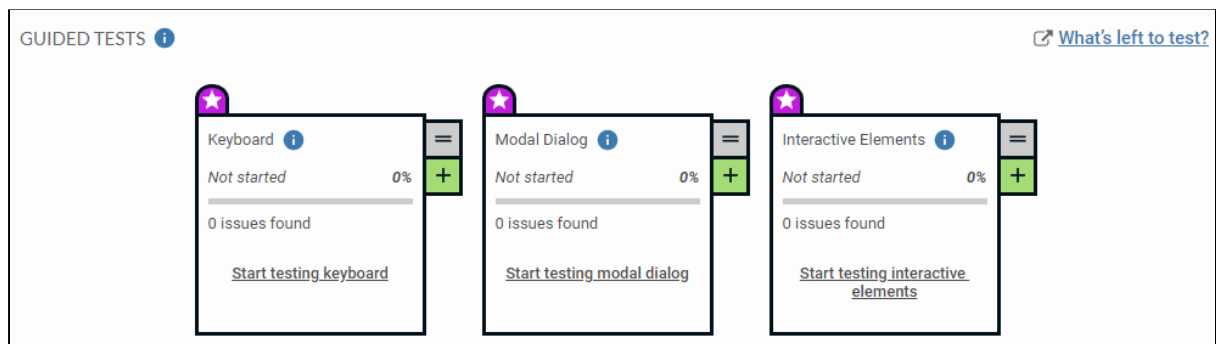 GUIDED TESTS
What's left to test?
Keyboard
Not started 0%
0 issues found
Start testing keyboard
Modal Dialog
Not started 0%
0 issues found
Start testing modal dialog
Interactive Elements
Not started 0%
0 issues found
Start testing interactive
elements